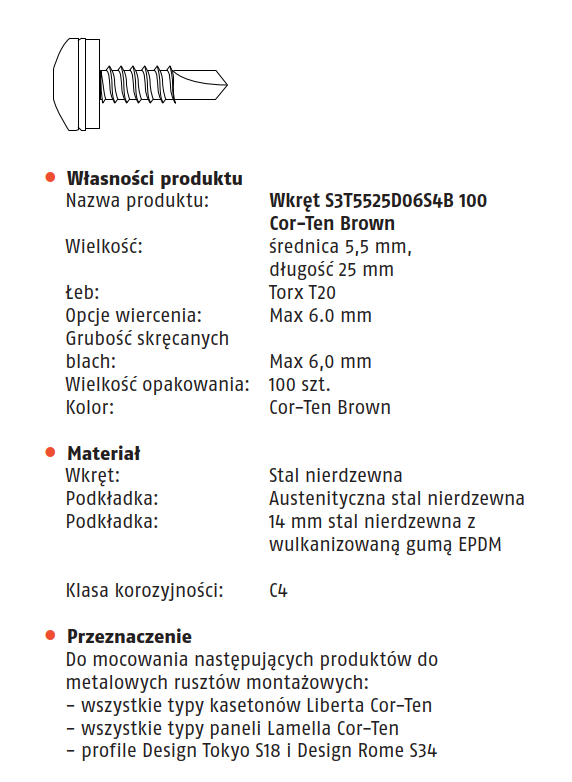 Własności produktu
Nazwa produktu: Wkręt S3T5525D06S4B 100
Cor-Ten Brown
Wielkość: średnica 5,5 mm,
długość 25 mm
Łeb: Torx T20
Opcje wiercenia: Max 6.0 mm
Grubość skręcanych
blach: Max 6,0 mm
Wielkość opakowania: 100 szt.
Kolor: Cor-Ten Brown
Materiał
Wkręt: Stal nierdzewna
Podkładka: Austenityczna stal nierdzewna
Podkładka: 14 mm stal nierdzewna z
wulkanizowaną gumą EPDM
Klasa korozyjności: C4
Przeznaczenie
Do mocowania następujących produktów do
metalowych rusztów montażowych:
- wszystkie typy kasetonów Liberta Cor-Ten
- wszystkie typy paneli Lamella Cor-Ten
- profile Design Tokyo S18 i Design Rome S34